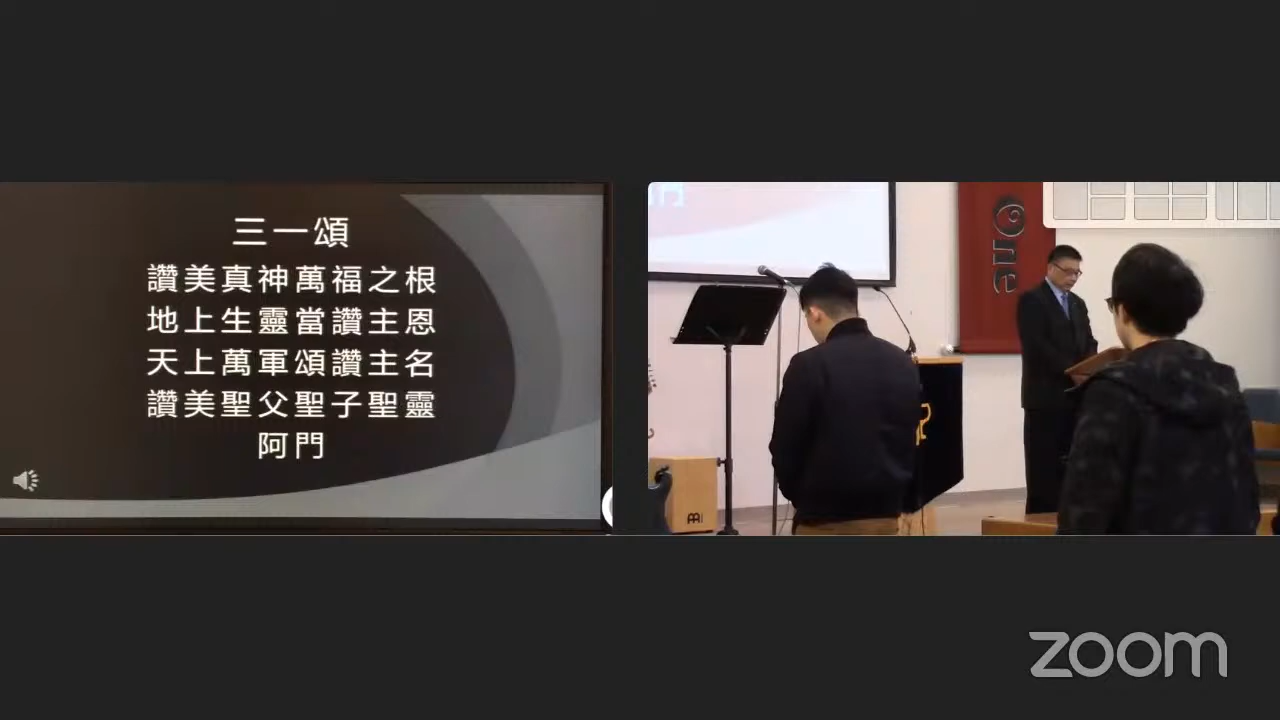 三一頌
讚美真神萬福之根
地上生靈當讚主恩
天上萬軍頌讚主名
讚美聖父聖子聖靈
阿門
One
zoom